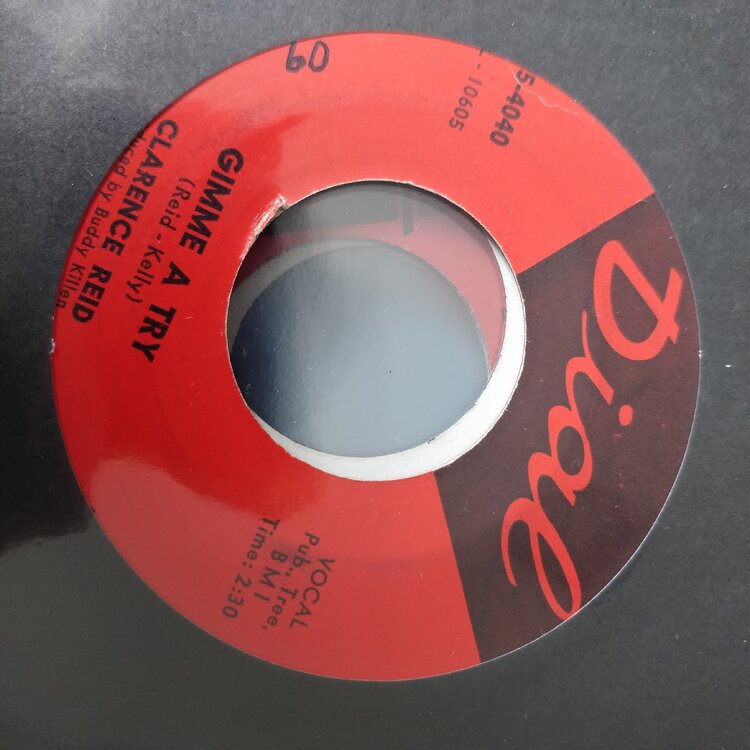 Dial
5-4040
- 10605
VOCAL
Pub., Tree,
B M I
Time: 2:30
GIMME A TRY
(Reid - Kelly)
CLARENCE REID
by Buddy Killen